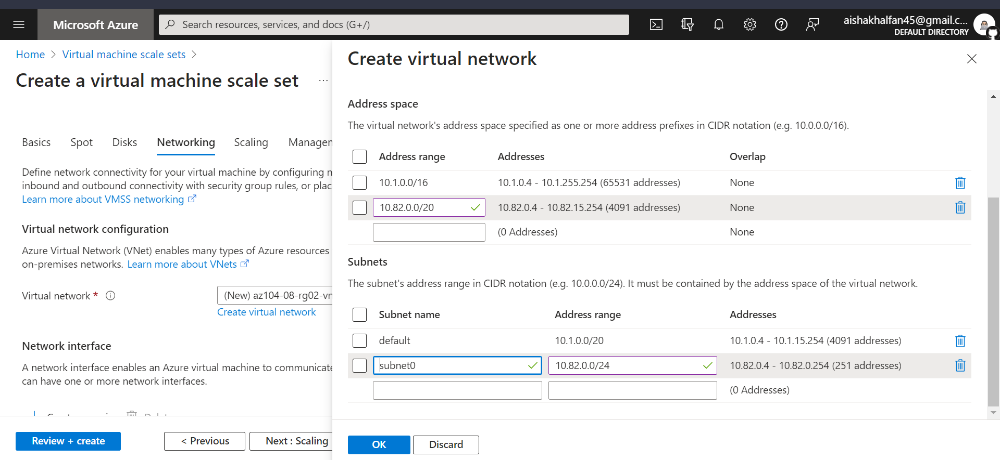 Microsoft Azure
Search resources, services, and docs (G+/)
aishakhalfan45@gmail.c...
DEFAULT DIRECTORY
Home > Virtual machine scale sets >
Create a virtual machine scale set ...
Basics Spot Disks Networking Scaling Managem
Define network connectivity for your virtual machine by configuring n
inbound and outbound connectivity with security group rules, or plac
Learn more about VMSS networking
Virtual network configuration
Azure Virtual Network (VNet) enables many types of Azure resources
on-premises networks. Learn more about VNets
Virtual network *
(New) az104-08-rg02-vn
Create virtual network
Network interface
A network interface enables an Azure virtual machine to communicate
can have one or more network interfaces.
Review + create
< Previous
Next : Scaling
Create virtual network
Address space
The virtual network's address space specified as one or more address prefixes in CIDR notation (e.g. 10.0.0.0/16).
Address range Addresses Overlap
10.1.0.0/16 10.1.0.4 - 10.1.255.254 (65531 addresses) None
10.82.0.0/20 10.82.0.4 - 10.82.15.254 (4091 addresses) None
(0 Addresses) None
Subnets
The subnet's address range in CIDR notation (e.g. 10.0.0.0/24). It must be contained by the address space of the virtual network.
Subnet name Address range Addresses
default 10.1.0.0/20 10.1.0.4 - 10.1.15.254 (4091 addresses)
subnet0 10.82.0.0/24 10.82.0.4 - 10.82.0.254 (251 addresses)
(0 Addresses)
OK
Discard